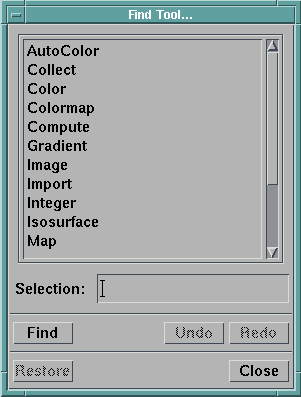 Find Tool...
AutoColor
Collect
Color
Colormap
Compute
Gradient
Image
Import
Integer
Isosurface
Map
Selection:
Find Undo Redo
Restore Close